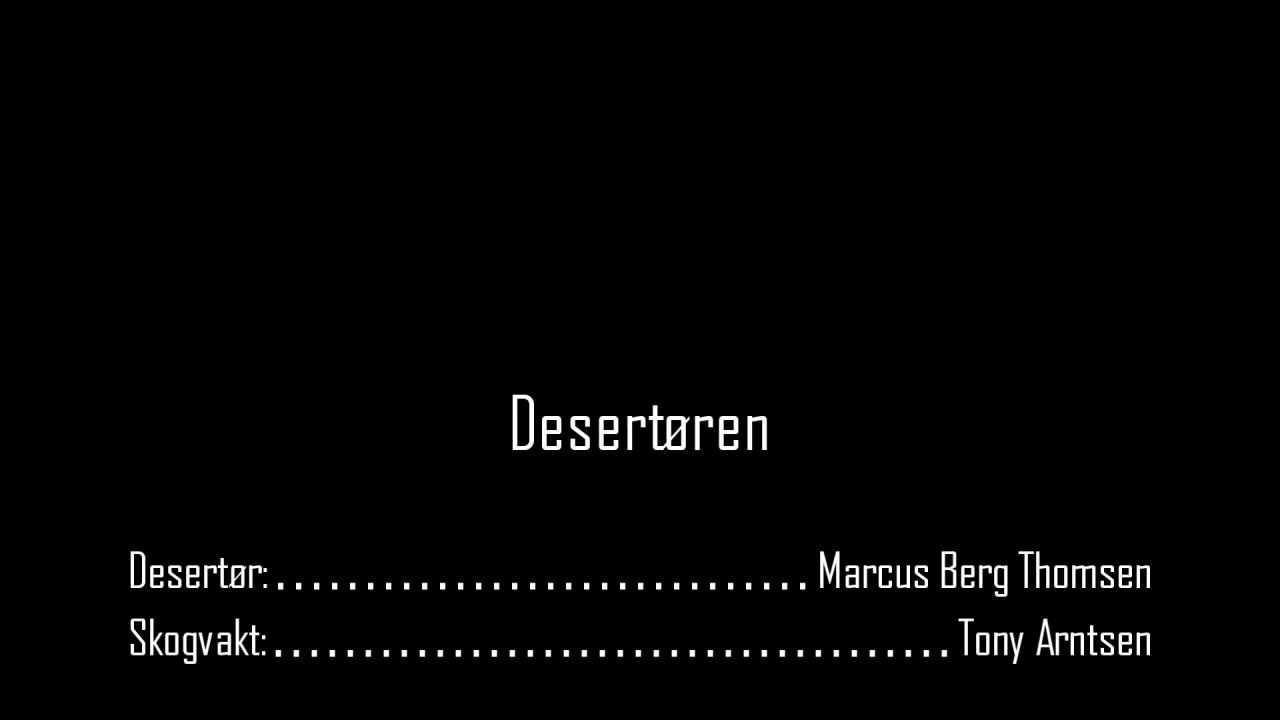 Desertøren
Desertør:..............................Marcus Berg Thomsen
Skogvakt:......................................Tony Arntsen